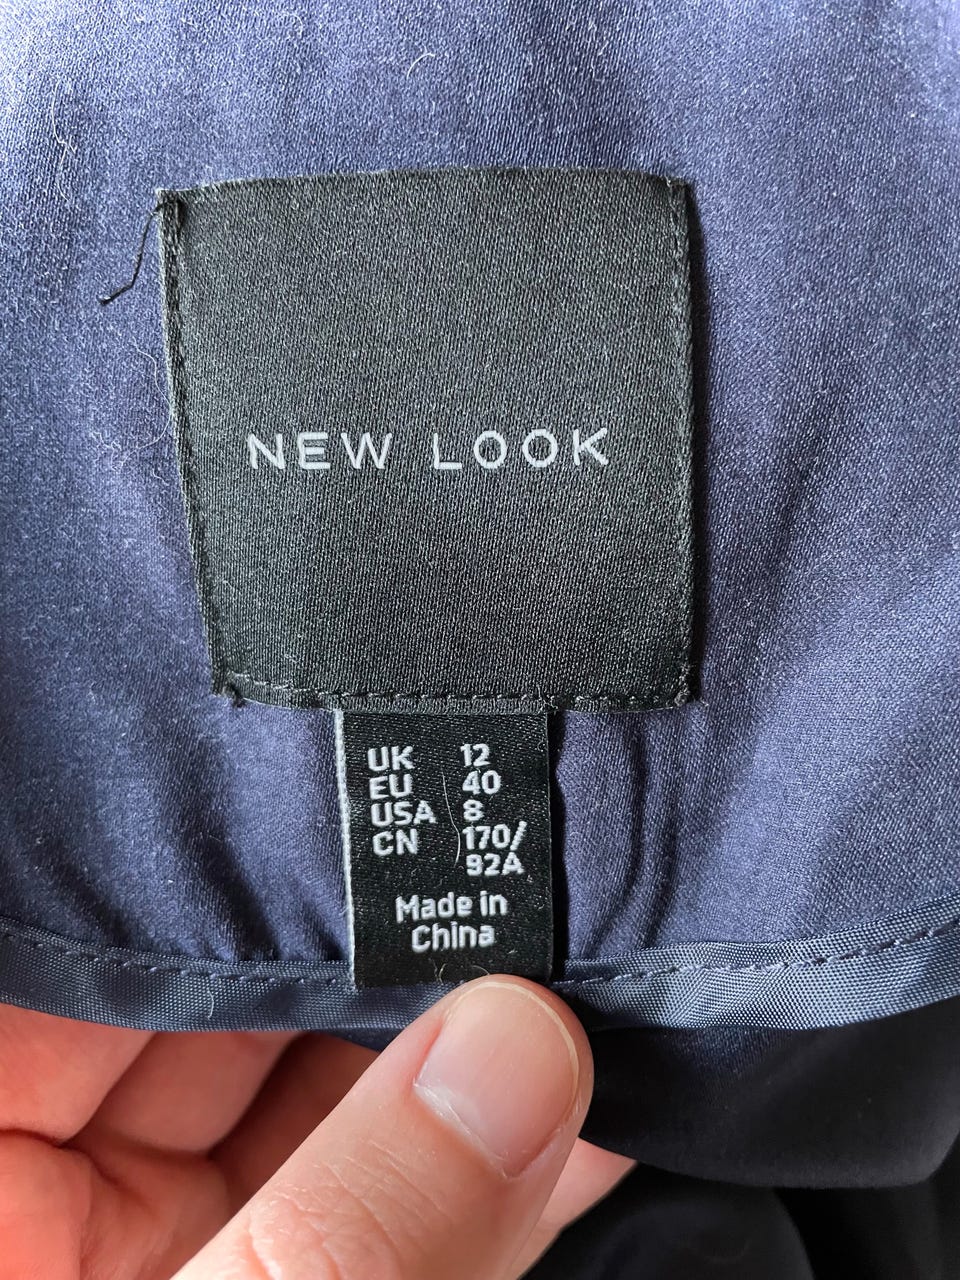 NEW LOOK
UK 12
EU 40
USA 8
CN 170/
92A
Made in
China